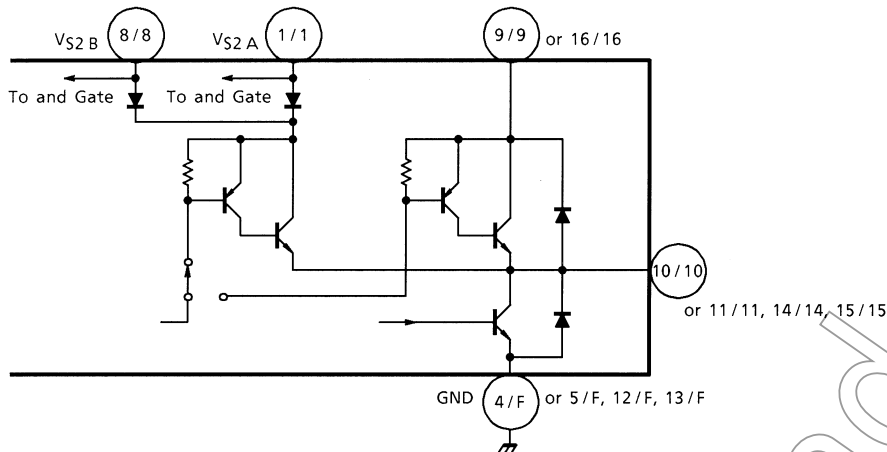 VS2 B 8/8 VS2 A 1/1 9/9 or 16/16
To and Gate To and Gate
10/10
or 11/11, 14/14, 15/15
GND 4/F or 5/F, 12/F, 13/F